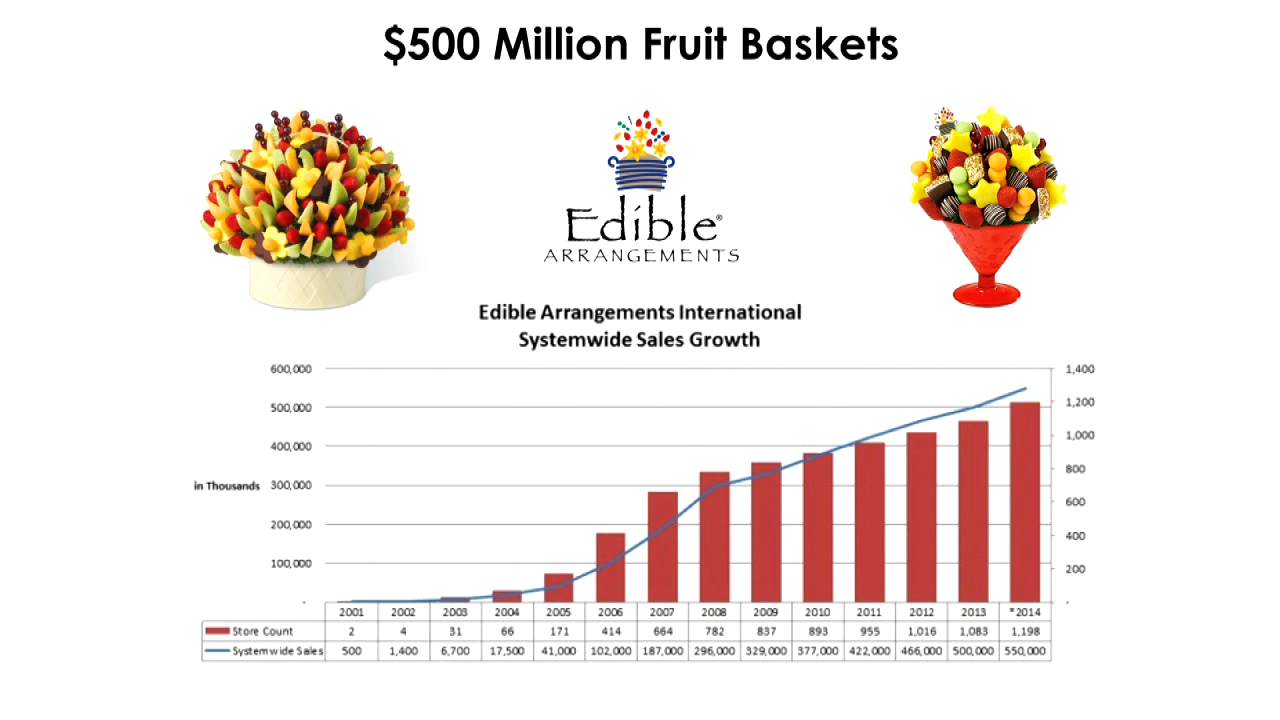 $500 Million Fruit Baskets
Edible®
ARRANGEMENTS
Edible Arrangements International
Systemwide Sales Growth
600,000 1,400
500,000 1,200
400,000 1,000
in Thousands 300,000 800
200,000 600
100,000 400
- 200
-
2001 2002 2003 2004 2005 2006 2007 2008 2009 2010 2011 2012 2013 *2014
Store Count 2 4 31 66 171 414 664 782 837 893 955 1,016 1,083 1,198
Systemwide Sales 500 1,400 6,700 17,500 41,000 102,000 187,000 296,000 329,000 377,000 422,000 466,000 500,000 550,000